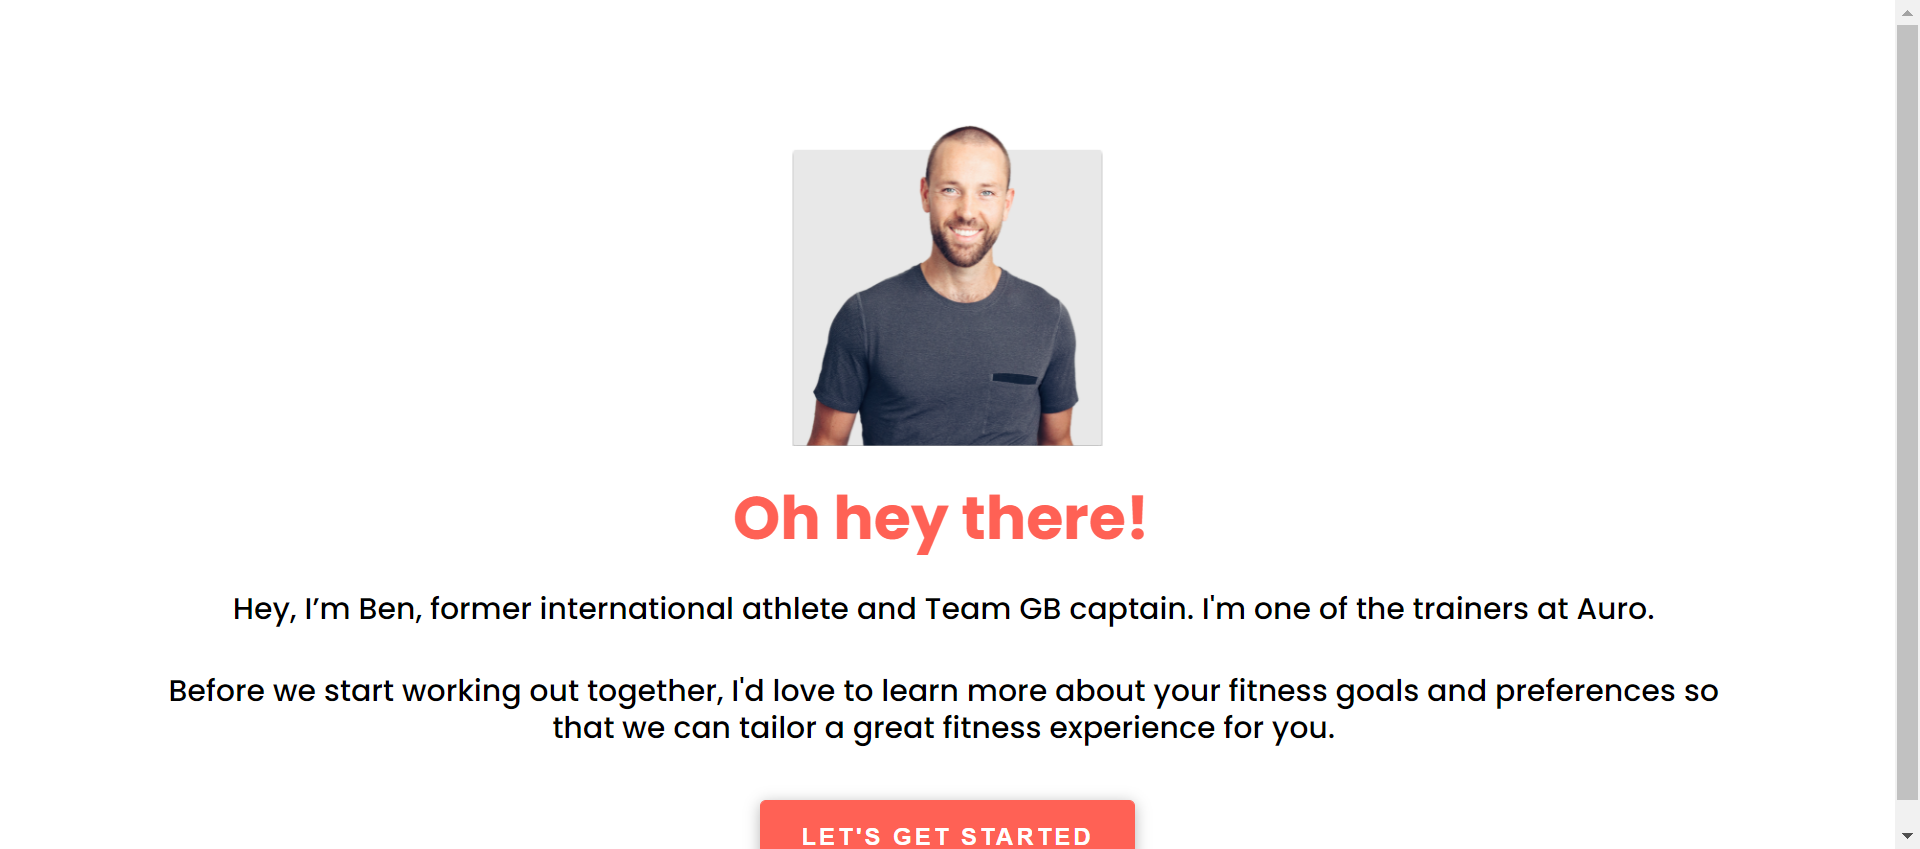 Oh hey there!
Hey, I’m Ben, former international athlete and Team GB captain. I'm one of the trainers at Auro.
Before we start working out together, I'd love to learn more about your fitness goals and preferences so
that we can tailor a great fitness experience for you.
LET'S GET STARTED